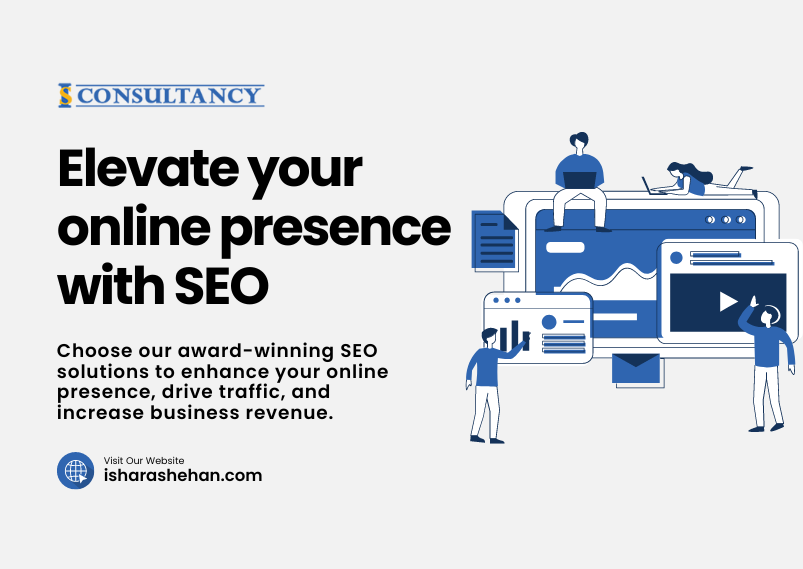 IS CONSULTANCY
Elevate your
online presence
with SEO
Choose our award-winning SEO
solutions to enhance your online
presence, drive traffic, and
increase business revenue.
Visit Our Website
isharashehan.com